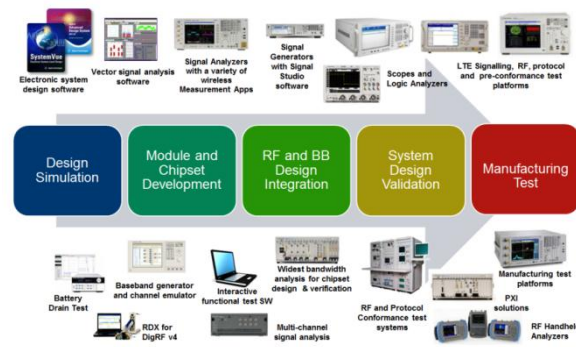 SystemVue
Electronic system
design software
Vector signal analysis
software
Signal Analyzers
with a variety of
wireless
Measurement Apps
Signal
Generators
with Signal
Studio
software
Scopes and
Logic Analyzers
LTE Signalling, RF, protocol
and pre-conformance test
platforms
Design
Simulation
Module and
Chipset
Development
RF and BB
Design
Integration
System
Design
Validation
Manufacturing
Test
Battery
Drain Test
Baseband generator
and channel emulator
RDX for
DigRF v4
Interactive
functional test SW
Widest bandwidth
analysis for chipset
design & verification
Multi-channel
signal analysis
RF and Protocol
Conformance test
systems
Manufacturing test
platforms
PXI
solutions
RF Handhel
Analyzers